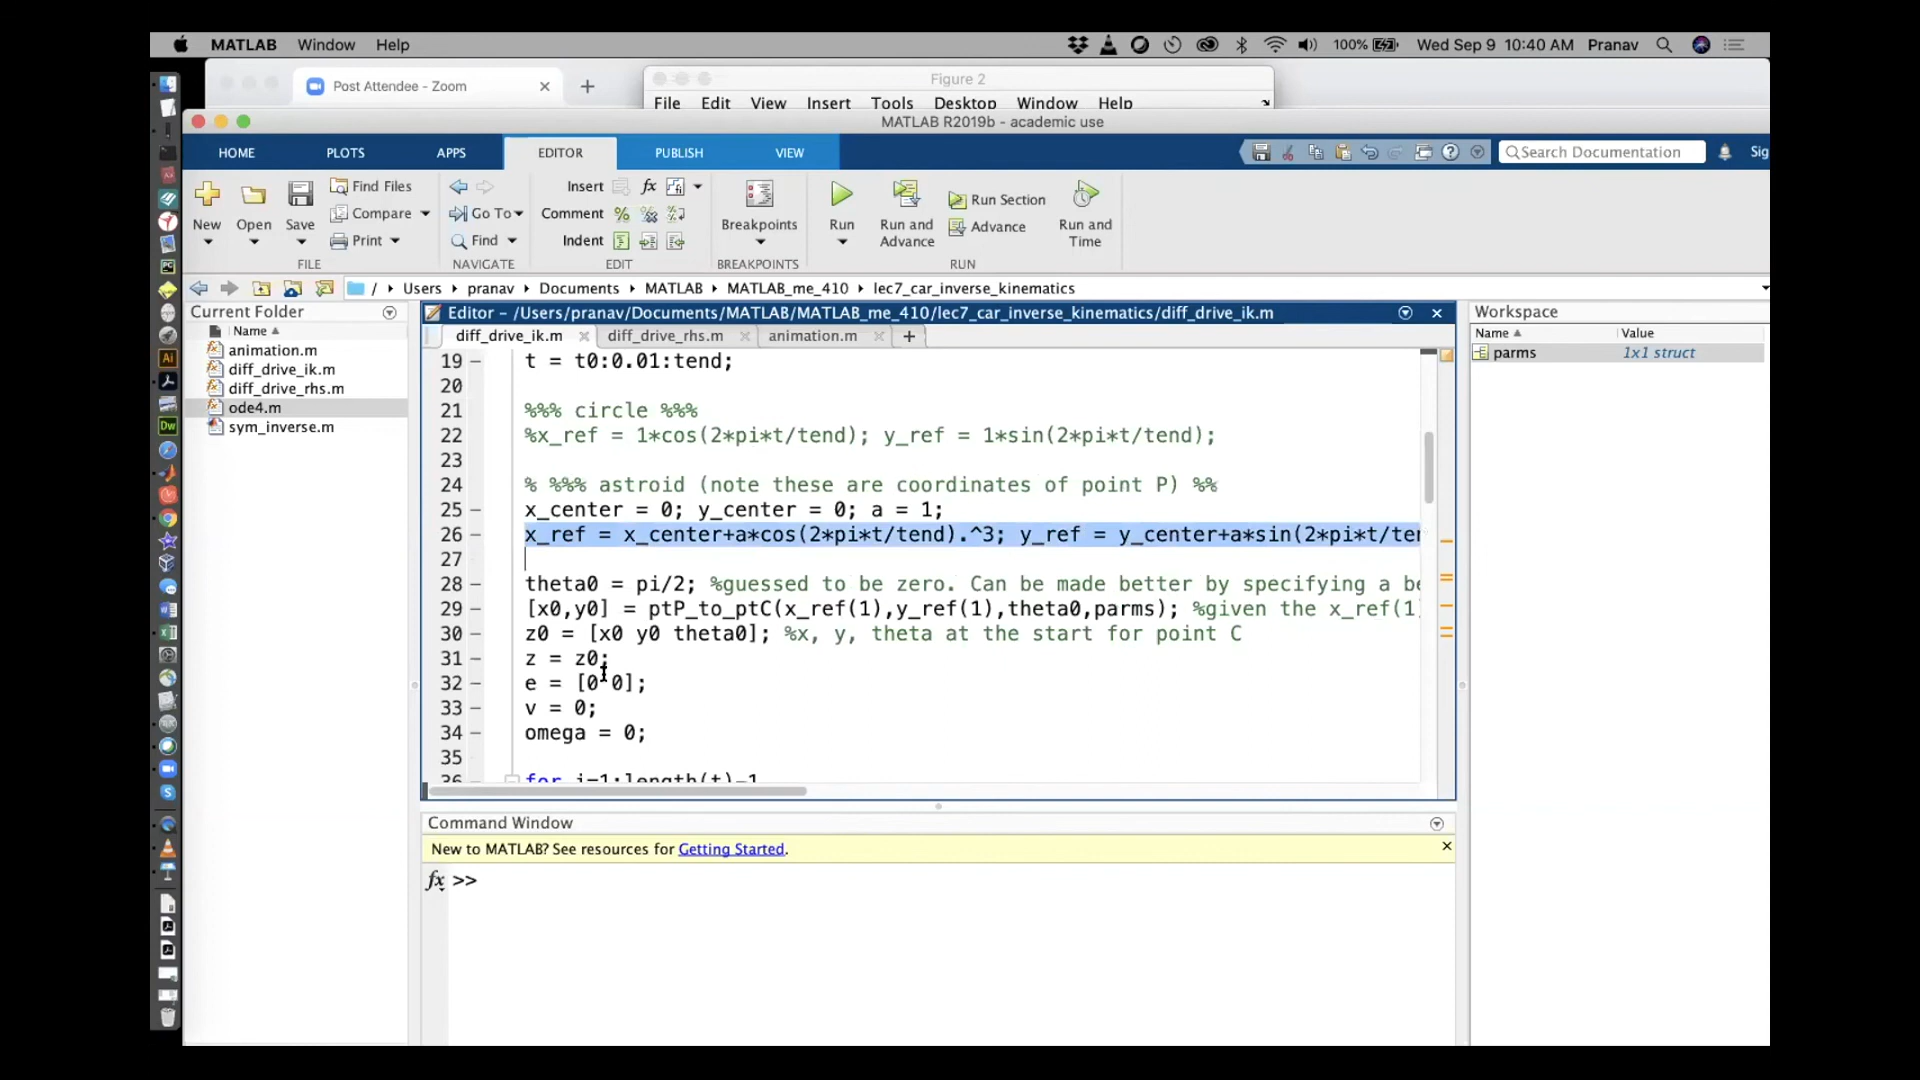 MATLAB Window Help 100% Wed Sep 9 10:40 AM Pranav
Post Attendee - Zoom
Figure 2
File Edit View Insert Tools Desktop Window Help
MATLAB R2019b - academic use
HOME PLOTS APPS EDITOR PUBLISH VIEW Search Documentation Sig
New Open Save Find Files Compare Print
Go To Find
Insert fx
Comment
Indent
Breakpoints
Run
Run and Advance
Run Section
Advance
Run and Time
FILE NAVIGATE EDIT BREAKPOINTS RUN
/ Users pranav Documents MATLAB MATLAB_me_410 lec7_car_inverse_kinematics
Current Folder
Name
animation.m
diff_drive_ik.m
diff_drive_rhs.m
ode4.m
sym_inverse.m
Editor - /Users/pranav/Documents/MATLAB/MATLAB_me_410/lec7_car_inverse_kinematics/diff_drive_ik.m
diff_drive_ik.m diff_drive_rhs.m animation.m
19 – t = t0:0.01:tend;
20
21 %%% circle %%%
22 %x_ref = 1*cos(2*pi*t/tend); y_ref = 1*sin(2*pi*t/tend);
23
24 % %%% astroid (note these are coordinates of point P) %%
25 – x_center = 0; y_center = 0; a = 1;
26 – x_ref = x_center+a*cos(2*pi*t/tend).^3; y_ref = y_center+a*sin(2*pi*t/ten
27
28 – theta0 = pi/2; %guessed to be zero. Can be made better by specifying a be
29 – [x0,y0] = ptP_to_ptC(x_ref(1),y_ref(1),theta0,parms); %given the x_ref(1)
30 – z0 = [x0 y0 theta0]; %x, y, theta at the start for point C
31 – z = z0;
32 – e = [0 0];
33 – v = 0;
34 – omega = 0;
35
36 – for i=1:length(t)-1
Command Window
New to MATLAB? See resources for Getting Started.
fx >>
Workspace
Name Value
parms 1x1 struct